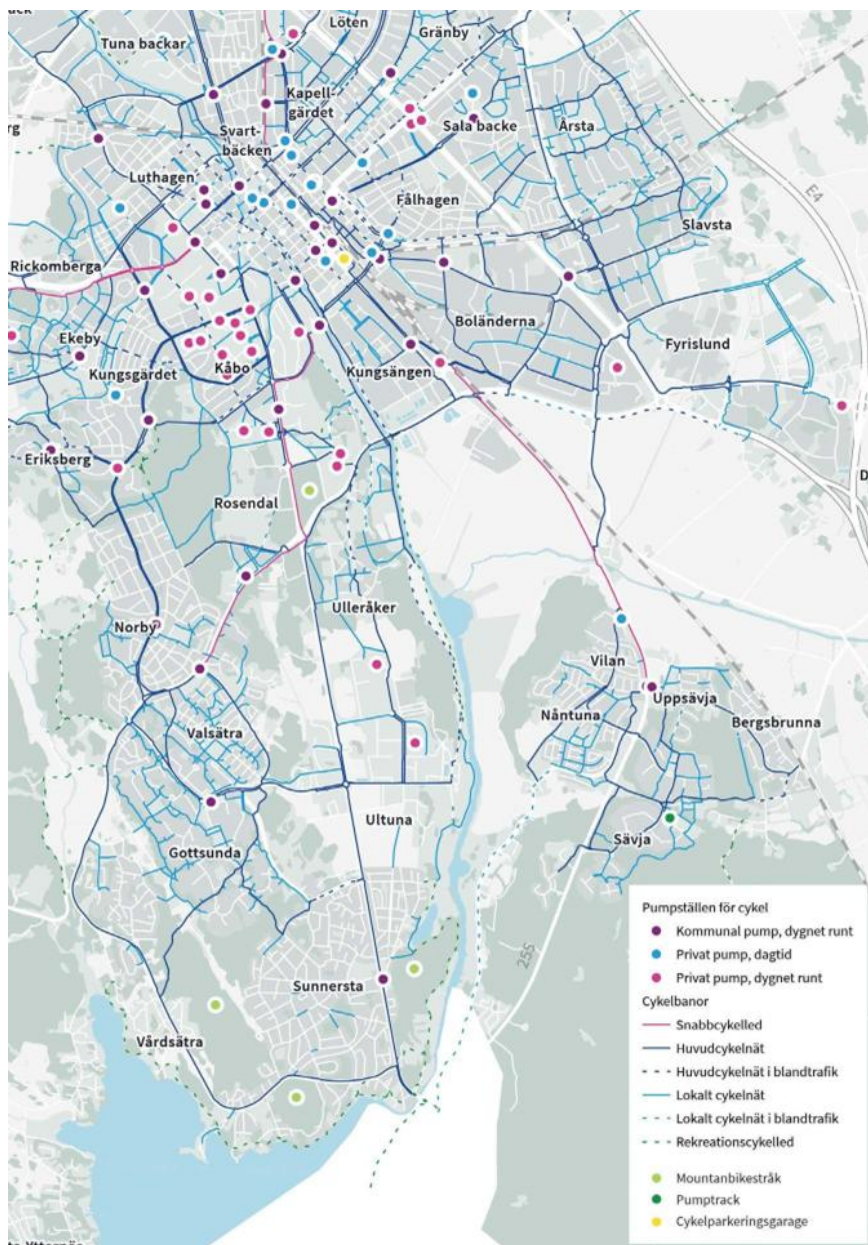 Löten
Gränby
Tuna backar
Kapell-
gärdet
Svart-
bäcken
Sala backe
Årsta
rg
E4
Luthagen
Fålhagen
Slavsta
Rickomberga
Boländerna
Fyrislund
Ekeby
Kungsgärdet
Kåbo
Kungsängen
Eriksberg
D
Rosendal
Ulleråker
Norby
Vilan
Uppsävja
Nåntuna
Bergsbrunna
Valsätra
Ultuna
Sävja
Gottsunda
255
Sunnersta
Vårdsätra
Pumpställen för cykel
Kommunal pump, dygnet runt
Privat pump, dagtid
Privat pump, dygnet runt
Cykelbanor
Snabbcykelled
Huvudcykelnät
Huvudcykelnät i blandtrafik
Lokalt cykelnät
Lokalt cykelnät i blandtrafik
Rekreationscykelled
Mountanbikestråk
Pumptrack
Cykelparkeringsgarage